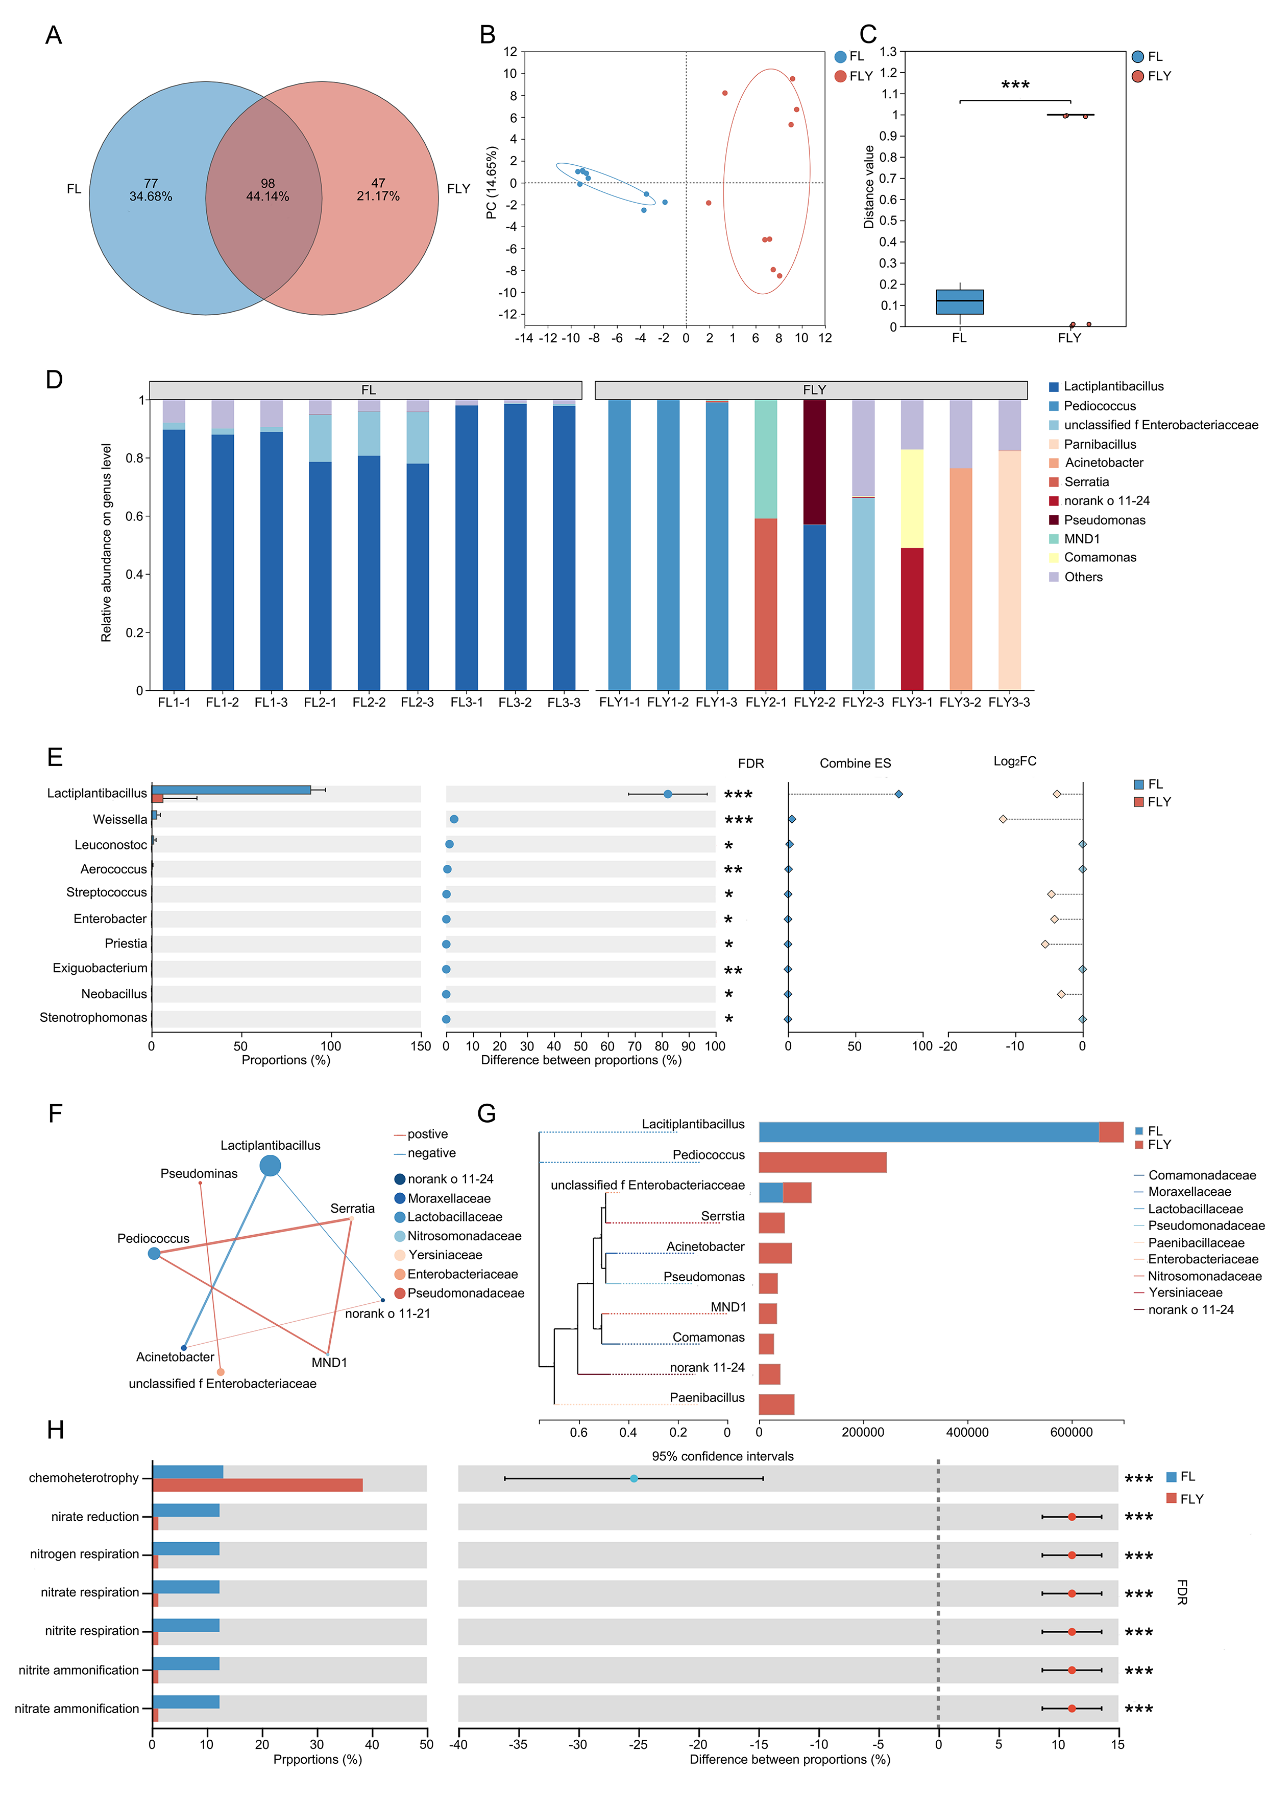 A
FL
77
34.68%
98
44.14%
47
21.17%
FLY
B
FL
FLY
PC (14.65%)
12
10
8
6
4
2
0
-2
-4
-6
-8
-10
-12
-14 -12 -10 -8 -6 -4 -2 0 2 4 6 8 10 12
C
FL
FLY
***
Distance value
1.3
1.2
1.1
1
0.9
0.8
0.7
0.6
0.5
0.4
0.3
0.2
0.1
0
FL FLY
D
FL FLY
Relative abundance on genus level
1
0.8
0.6
0.4
0.2
0
FL1-1 FL1-2 FL1-3 FL2-1 FL2-2 FL2-3 FL3-1 FL3-2 FL3-3 FLY1-1 FLY1-2 FLY1-3 FLY2-1 FLY2-2 FLY2-3 FLY3-1 FLY3-2 FLY3-3
Lactiplantibacillus
Pediococcus
unclassified f Enterobacteriacceae
Parnibacillus
Acinetobacter
Serratia
norank o 11-24
Pseudomonas
MND1
Comamonas
Others
E
FDR Combine ES Log₂FC
FL
FLY
Lactiplantibacillus ***
Weissella ***
Leuconostoc *
Aerococcus **
Streptococcus *
Enterobacter *
Priestia *
Exiguobacterium **
Neobacillus *
Stenotrophomonas *
0 50 100 150 0 10 20 30 40 50 60 70 80 90 100 0 50 100 -20 -10 0
Proportions (%) Difference between proportions (%)
F
postive
negative
norank o 11-24
Moraxellaceae
Lactobacillaceae
Nitrosomonadaceae
Yersiniaceae
Enterobacteriaceae
Pseudomonadaceae
Lactiplantibacillus
Pseudominas
Serratia
Pediococcus
norank o 11-21
Acinetobacter
MND1
unclassified f Enterobacteriaceae
G
Lacitiplantibacillus
Pediococcus
unclassified f Enterobacteriacceae
Serrstia
Acinetobacter
Pseudomonas
MND1
Comamonas
norank 11-24
Paenibacillus
0.6 0.4 0.2 0 0 200000 400000 600000
FL
FLY
Comamonadaceae
Moraxellaceae
Lactobacillaceae
Pseudomonadaceae
Paenibacillaceae
Enterobacteriaceae
Nitrosomonadaceae
Yersiniaceae
norank o 11-24
H
95% confidence intervals
chemoheterotrophy ***
nirate reduction ***
nitrogen respiration ***
nitrate respiration ***
nitrite respiration ***
nitrite ammonification ***
nitrate ammonification ***
FL
FLY
FDR
0 10 20 30 40 50 -40 -35 -30 -25 -20 -15 -10 -5 0 5 10 15
Prpportions (%) Difference between proportions (%)